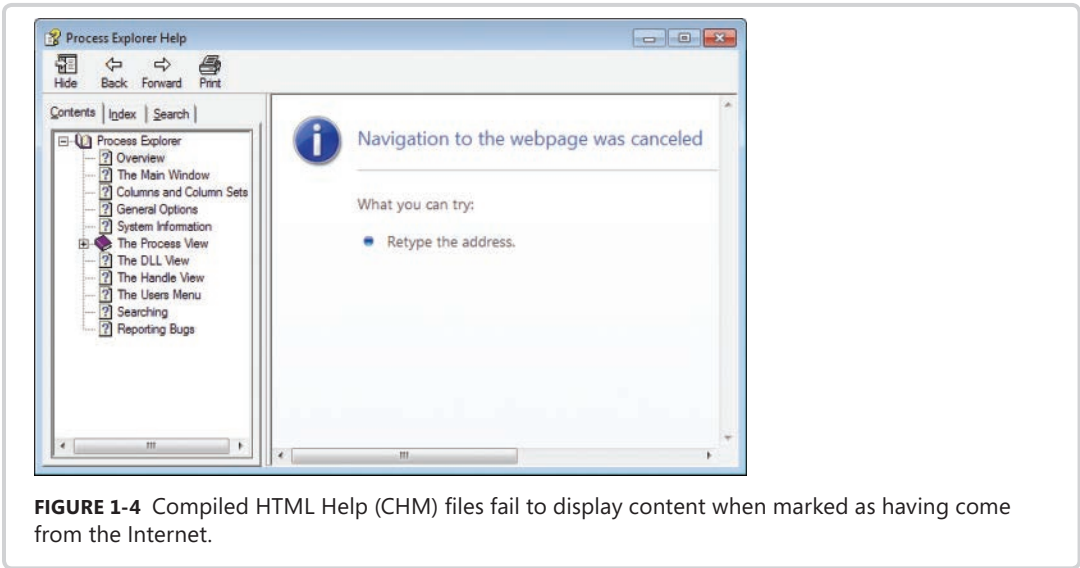 Process Explorer Help
Hide Back Forward Print
Contents Index Search
Process Explorer
Overview
The Main Window
Columns and Column Sets
General Options
System Information
The Process View
The DLL View
The Handle View
The Users Menu
Searching
Reporting Bugs
Navigation to the webpage was canceled
What you can try:
Retype the address.
FIGURE 1-4 Compiled HTML Help (CHM) files fail to display content when marked as having come
from the Internet.